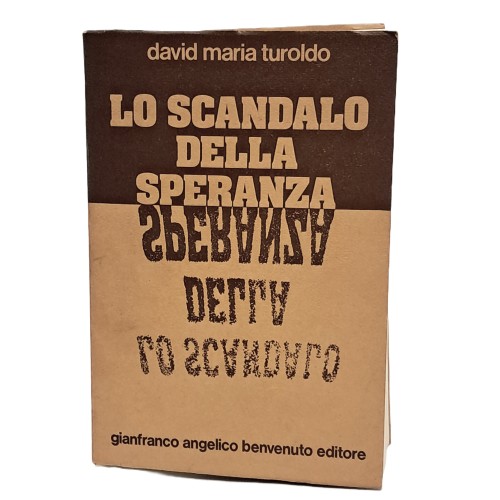 david maria turoldo
LO SCANDALO
DELLA
SPERANZA
SPERANZA
DELLA
LO SCANDALO
gianfranco angelico benvenuto editore